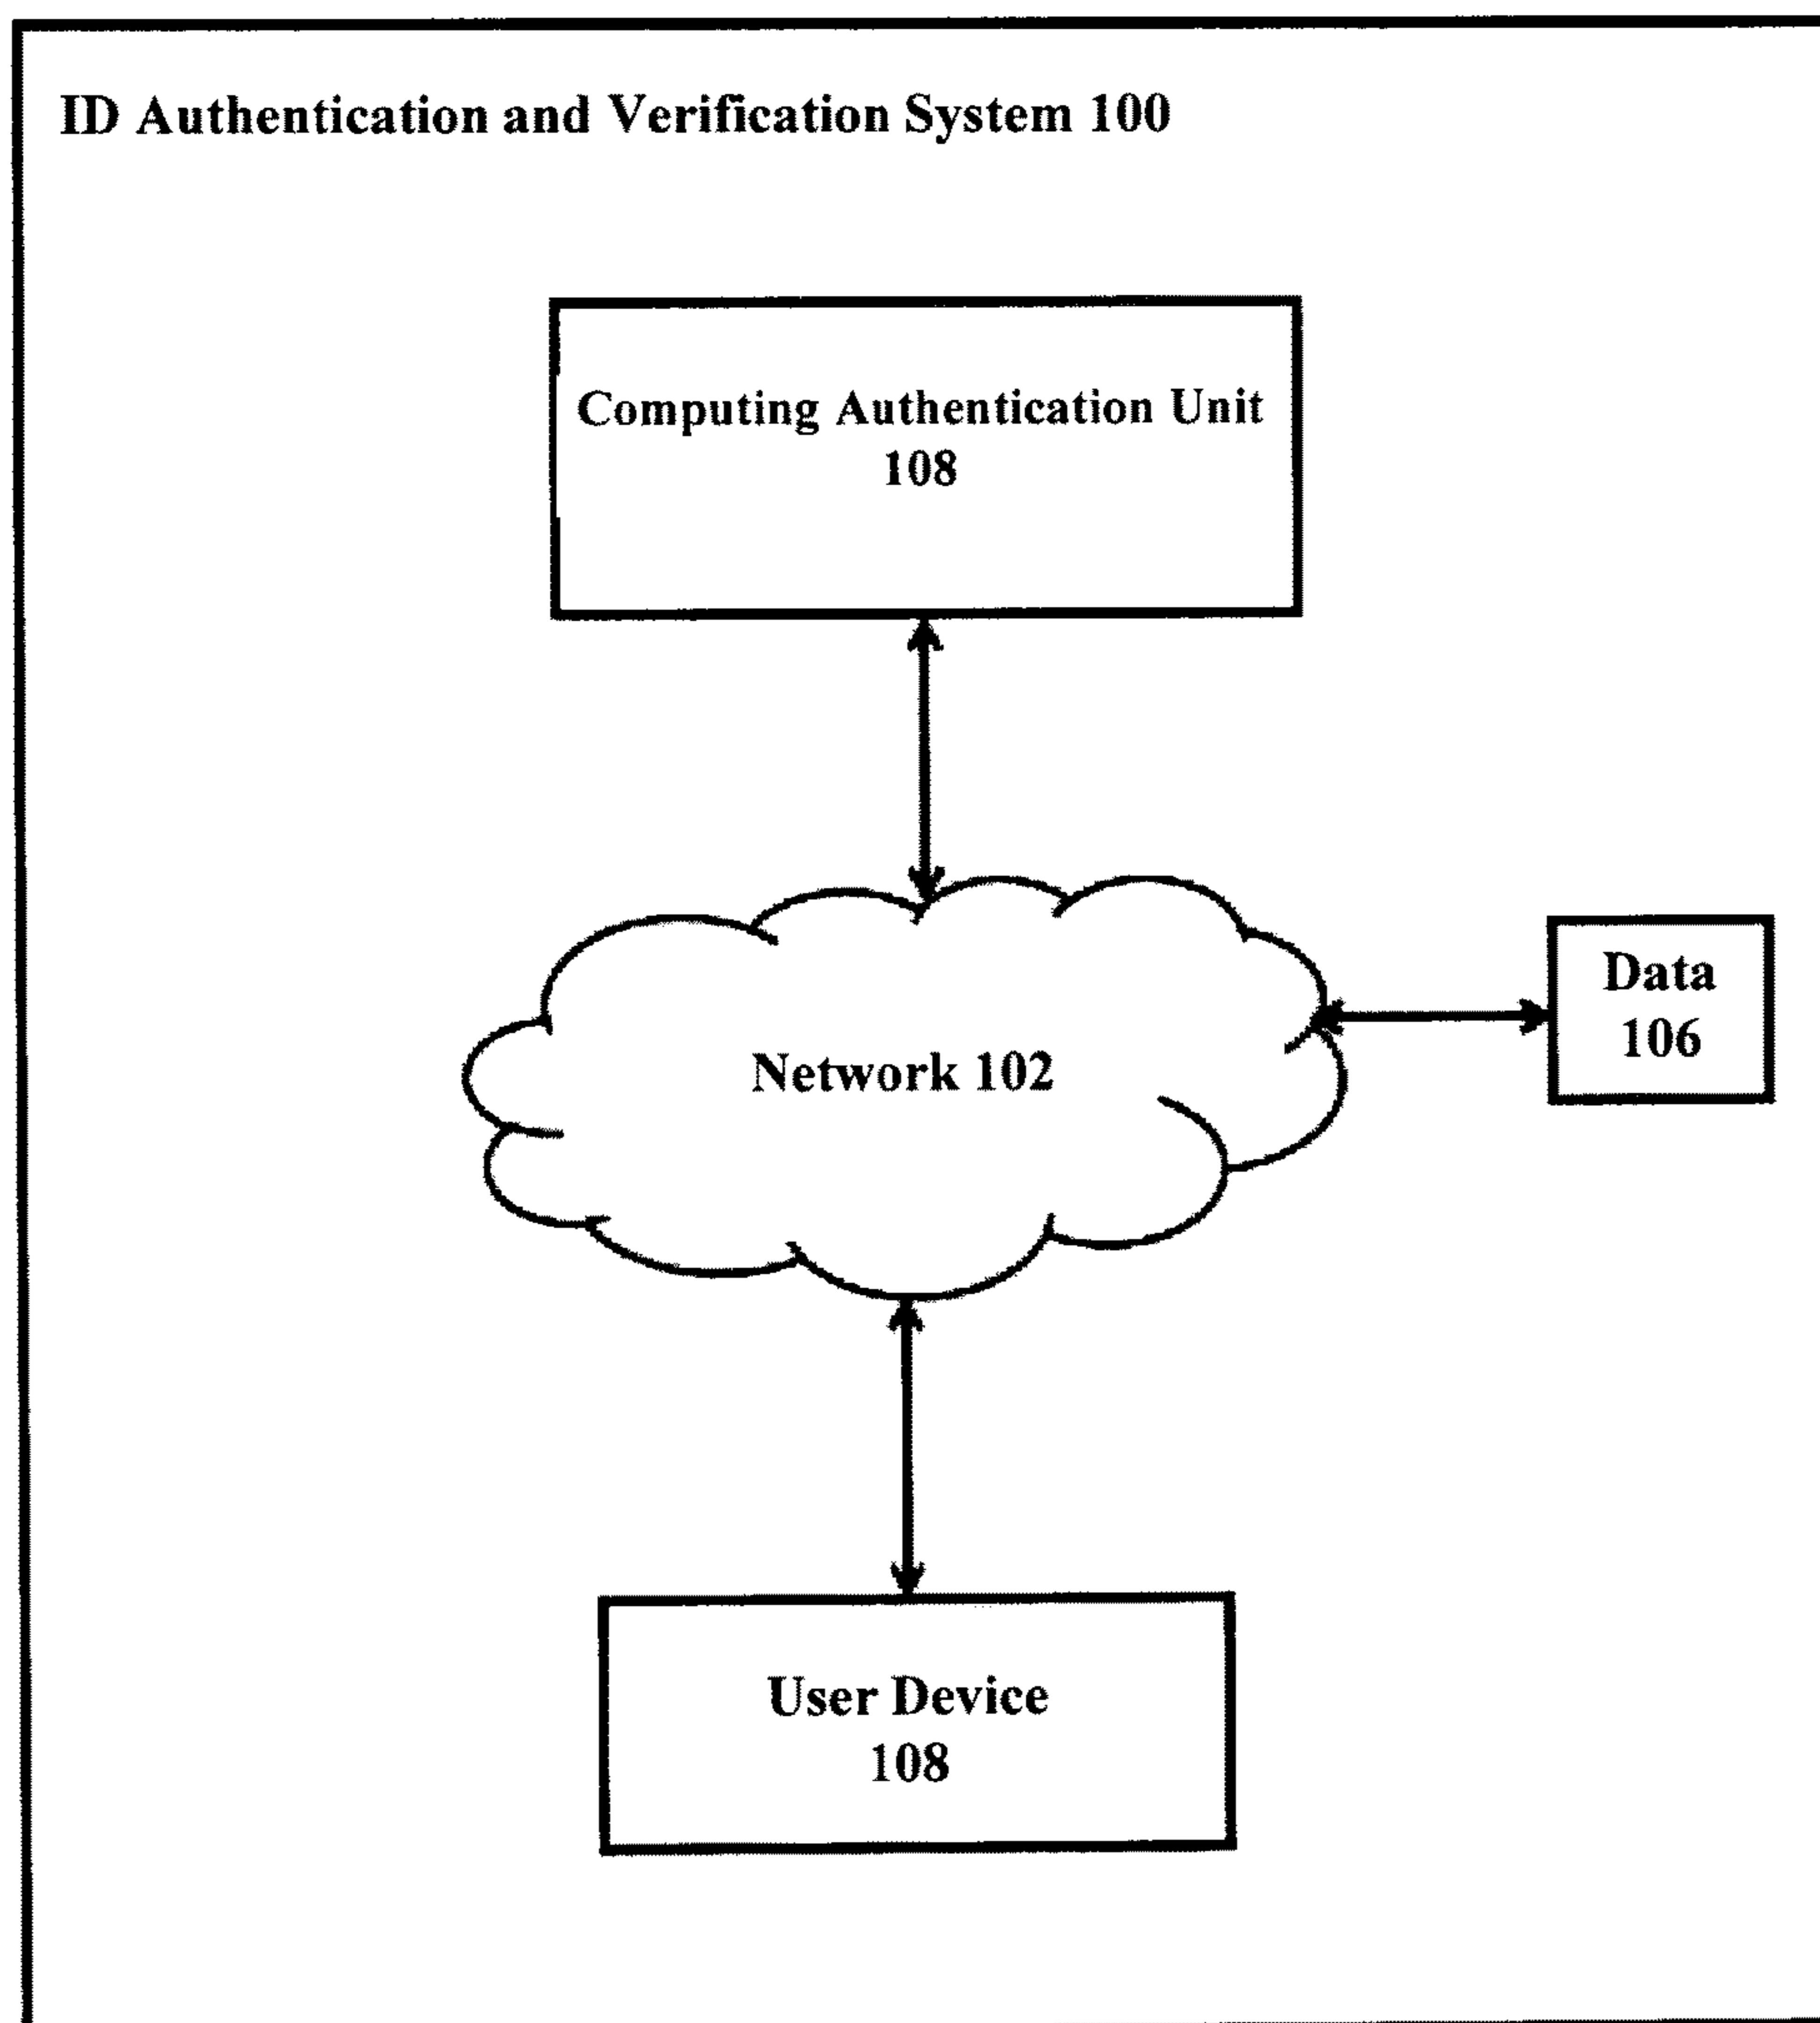 ID Authentication and Verification System 100
Computing Authentication Unit
108
Network 102
Data
106
User Device
108